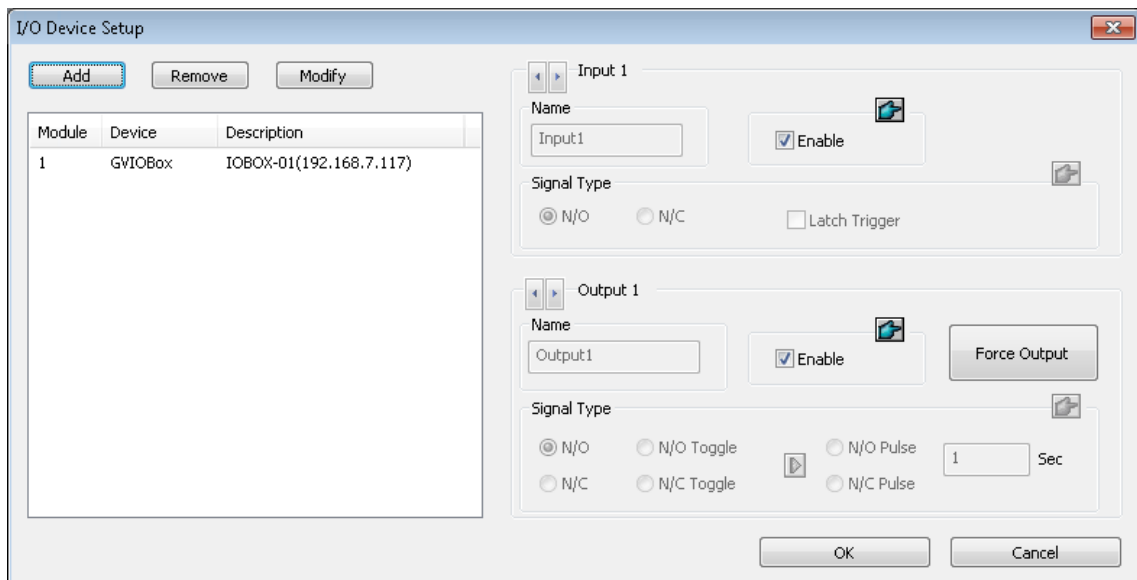 I/O Device Setup
Add Remove Modify
Module Device Description
1 GVIOBox IOBOX-01(192.168.7.117)
Input 1
Name
Input1
Enable
Signal Type
N/O N/C Latch Trigger
Output 1
Name
Output1
Enable
Force Output
Signal Type
N/O N/O Toggle N/O Pulse
1 Sec
N/C N/C Toggle N/C Pulse
OK Cancel